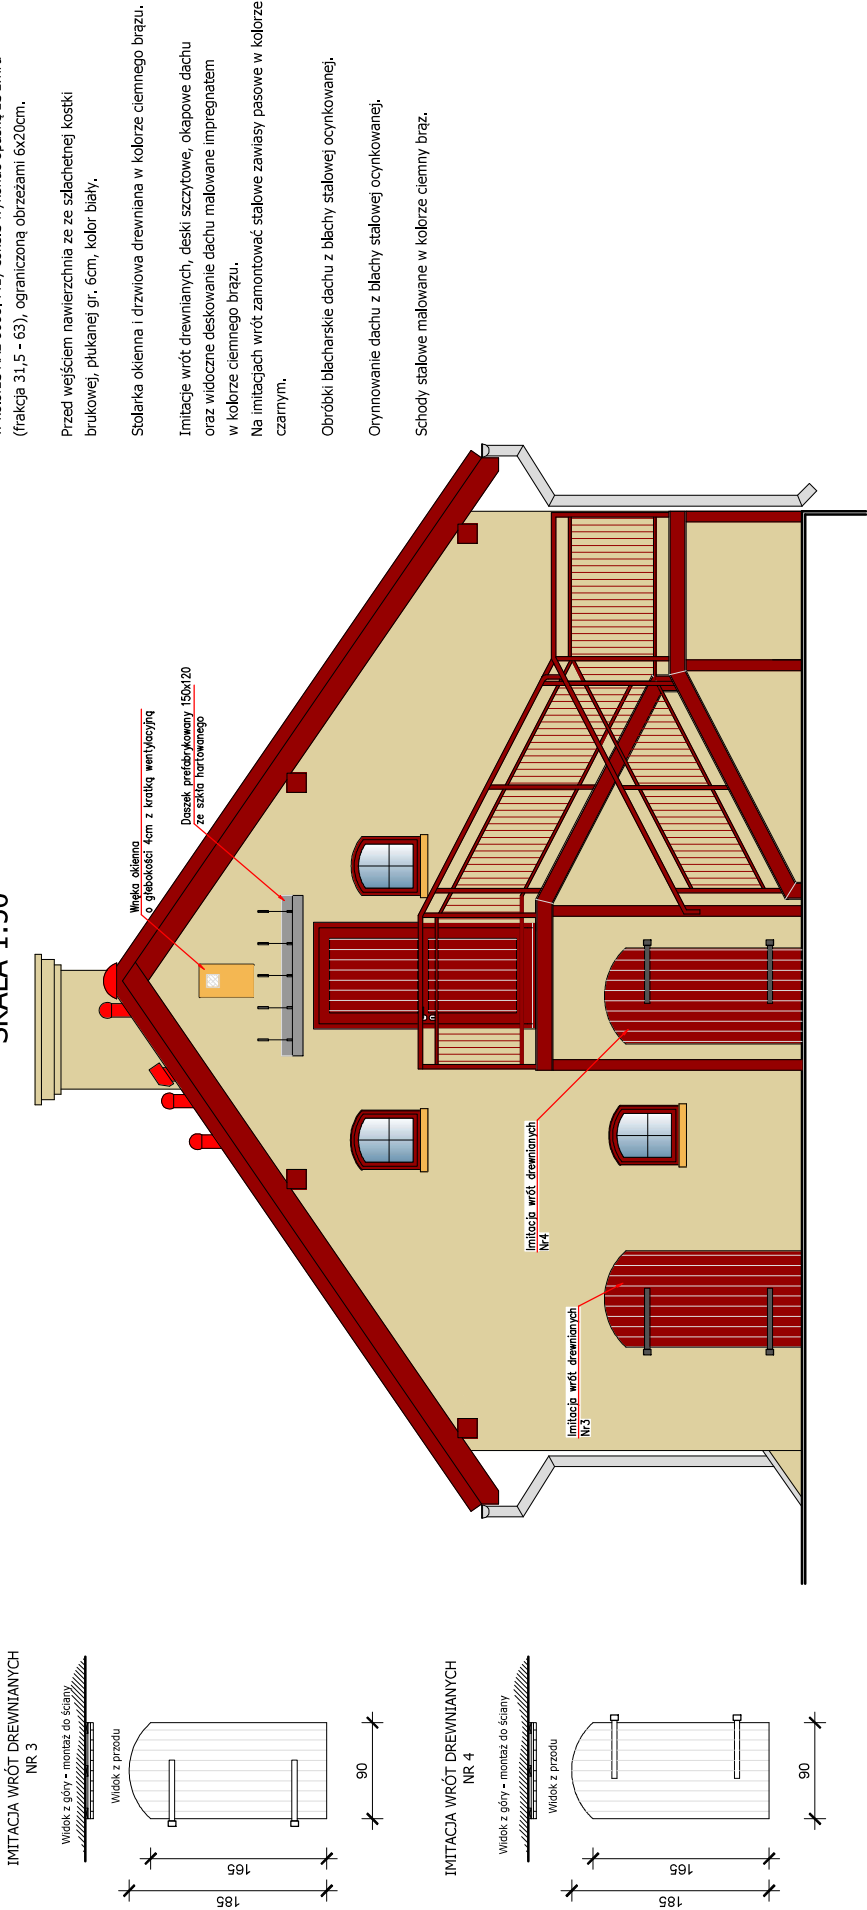 IMITACJA WRÓT DREWNIANYCH
NR 3
Widok z góry - montaż do ściany
Widok z przodu
90
165
185
IMITACJA WRÓT DREWNIANYCH
NR 4
Widok z góry - montaż do ściany
Widok z przodu
90
165
185
Wnęka okienna
o głębokości 4cm z kratką wentylacyjną
Daszek prefabrykowany 150x120
ze szkła hartowanego
Imitacja wrót drewnianych
Nr4
Imitacja wrót drewnianych
Nr3
(frakcja 31,5 - 63), ograniczoną obrzeżami 6x20cm.
Przed wejściem nawierzchnia ze ze szlachetnej kostki
brukowej, płukanej gr. 6cm, kolor biały.
Stolarka okienna i drzwiowa drewniana w kolorze ciemnego brązu.
Imitacje wrót drewnianych, deski szczytowe, okapowe dachu
oraz widoczne deskowanie dachu malowane impregnatem
w kolorze ciemnego brązu.
Na imitacjach wrót zamontować stalowe zawiasy pasowe w kolorze
czarnym.
Obróbki blacharskie dachu z blachy stalowej ocynkowanej.
Orynnowanie dachu z blachy stalowej ocynkowanej.
Schody stalowe malowane w kolorze ciemny brąz.